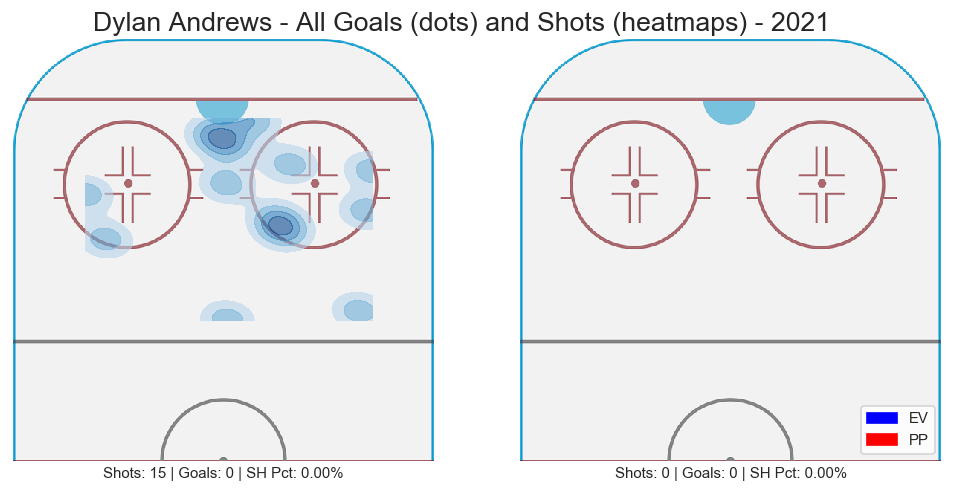 Dylan Andrews - All Goals (dots) and Shots (heatmaps) - 2021
EV
PP
Shots: 15 | Goals: 0 | SH Pct: 0.00%
Shots: 0 | Goals: 0 | SH Pct: 0.00%